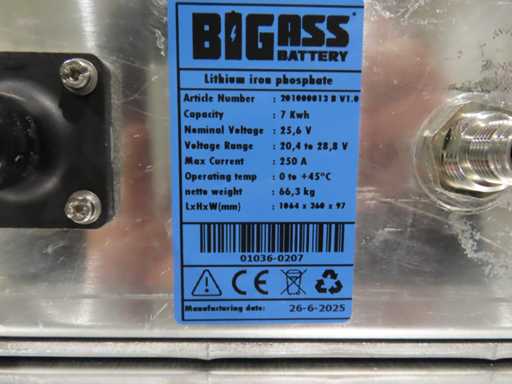 BIGASS
BATTERY
Lithium iron phosphate
Article Number : 201000013 B V1.0
Capacity : 7 Kwh
Nominal Voltage : 25,6 V
Voltage Range : 20,4 to 28,8 V
Max Current : 250 A
Operating temp : 0 to +45°C
netto weight : 66,3 kg
LxHxW(mm) : 1064 x 260 x 97
01036-0207
CE
Manufacturing date: 26-6-2025